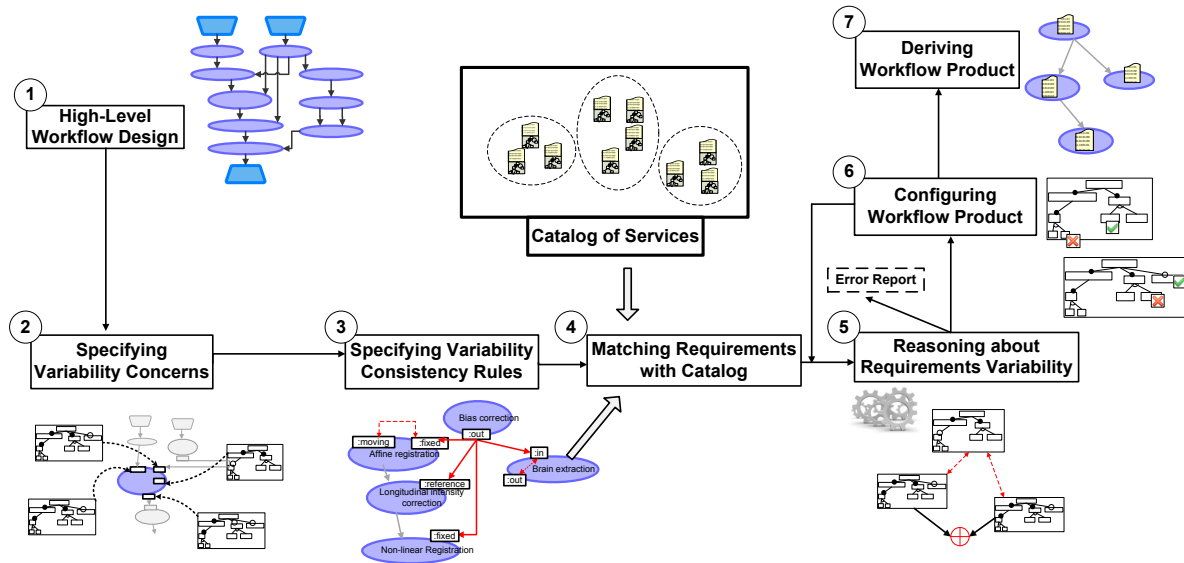 1
High-Level
Workflow Design
Catalog of Services
7
Deriving
Workflow Product
6
Configuring
Workflow Product
Error Report
2
Specifying
Variability Concerns
3
Specifying Variability
Consistency Rules
4
Matching Requirements
with Catalog
5
Reasoning about
Requirements Variability
Bias correction
:out
:moving
:fixed
Affine registration
:in
Brain extraction
:out
:reference
Longitudinal intensity
correction
:fixed
Non-linear Registration